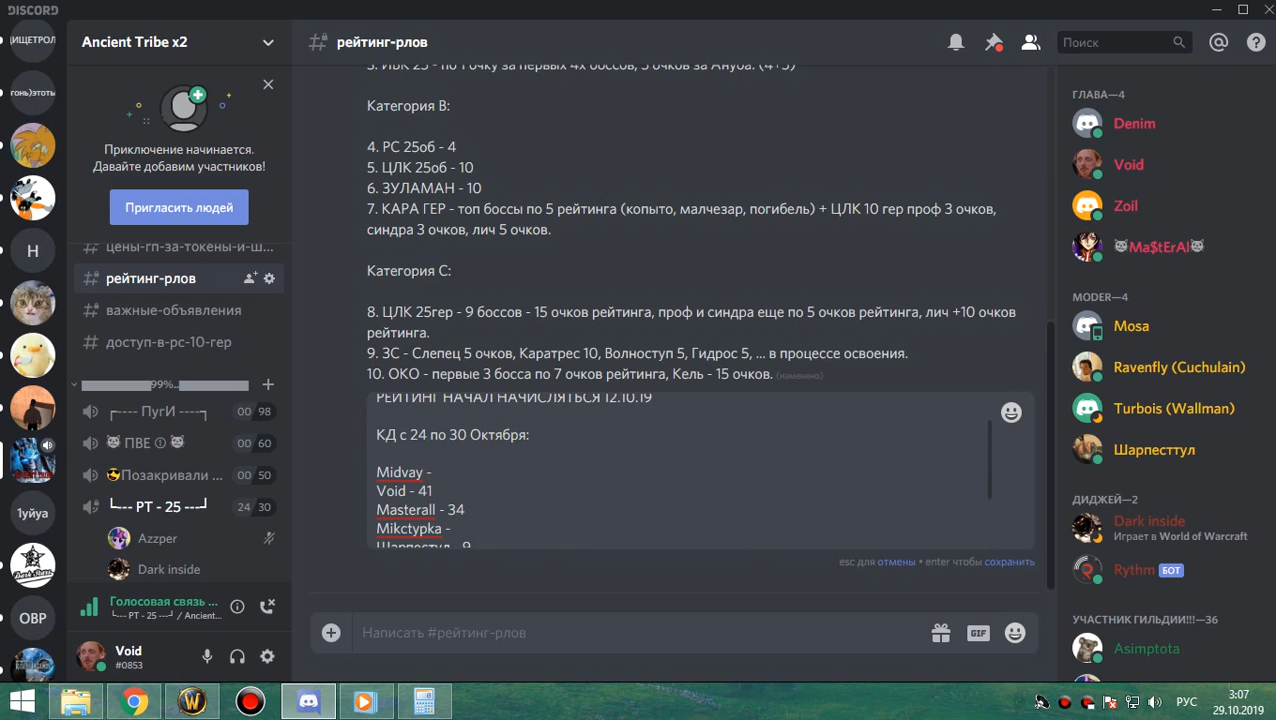 DISCORD
Ancient Tribe x2
Приключение начинается.
Давайте добавим участников!
Пригласить людей
цены-гп-за-токены-и-ш...
рейтинг-рлов
важные-объявления
доступ-в-рс-10-гер
99%..
┌---- ПугИ ----┐
00 98
ПВЕ
00 60
Позакривали ...
00 50
└--- РТ - 25 ---┘
24 30
Azzper
Dark inside
Голосовая связь ...
└--- РТ - 25 ---┘ / Ancient...
Void
#0853
ИЩЕТРОЛ
гонь)этоты
Н
1уйуа
ОВР
рейтинг-рлов
Поиск
3. ИВК 25 - по 1 очку за первых 4х боссов, 5 очков за Ануба. (4+5)
Категория В:
4. РС 25об - 4
5. ЦЛК 25об - 10
6. ЗУЛАМАН - 10
7. КАРА ГЕР - топ боссы по 5 рейтинга (копыто, малчезар, погибель) + ЦЛК 10 гер проф 3 очков,
синдра 3 очков, лич 5 очков.
Категория С:
8. ЦЛК 25гер - 9 боссов - 15 очков рейтинга, проф и синдра еще по 5 очков рейтинга, лич +10 очков
рейтинга.
9. ЗС - Слепец 5 очков, Каратрес 10, Волноступ 5, Гидрос 5, ... в процессе освоения.
10. ОКО - первые 3 босса по 7 очков рейтинга, Кель - 15 очков. (изменено)
РЕЙТИНГ НАЧАЛ НАЧИСЛЯТЬСЯ 12.10.19
КД с 24 по 30 Октября:
Midvay -
Void - 41
Masterall - 34
Milkctypka -
Шарпестул - 9
esc для отмены • enter чтобы сохранить
Написать #рейтинг-рлов
GIF
ГЛАВА—4
Denim
Void
Zoil
Ma$tErAl
MODER—4
Mosa
Ravenfly (Cuchulain)
Turbois (Wallman)
Шарпесттул
ДИДЖЕЙ—2
Dark inside
Играет в World of Warcraft
Rythm БОТ
УЧАСТНИК ГИЛЬДИИ!!!—36
Asimptota
РУС
3:07
29.10.2019